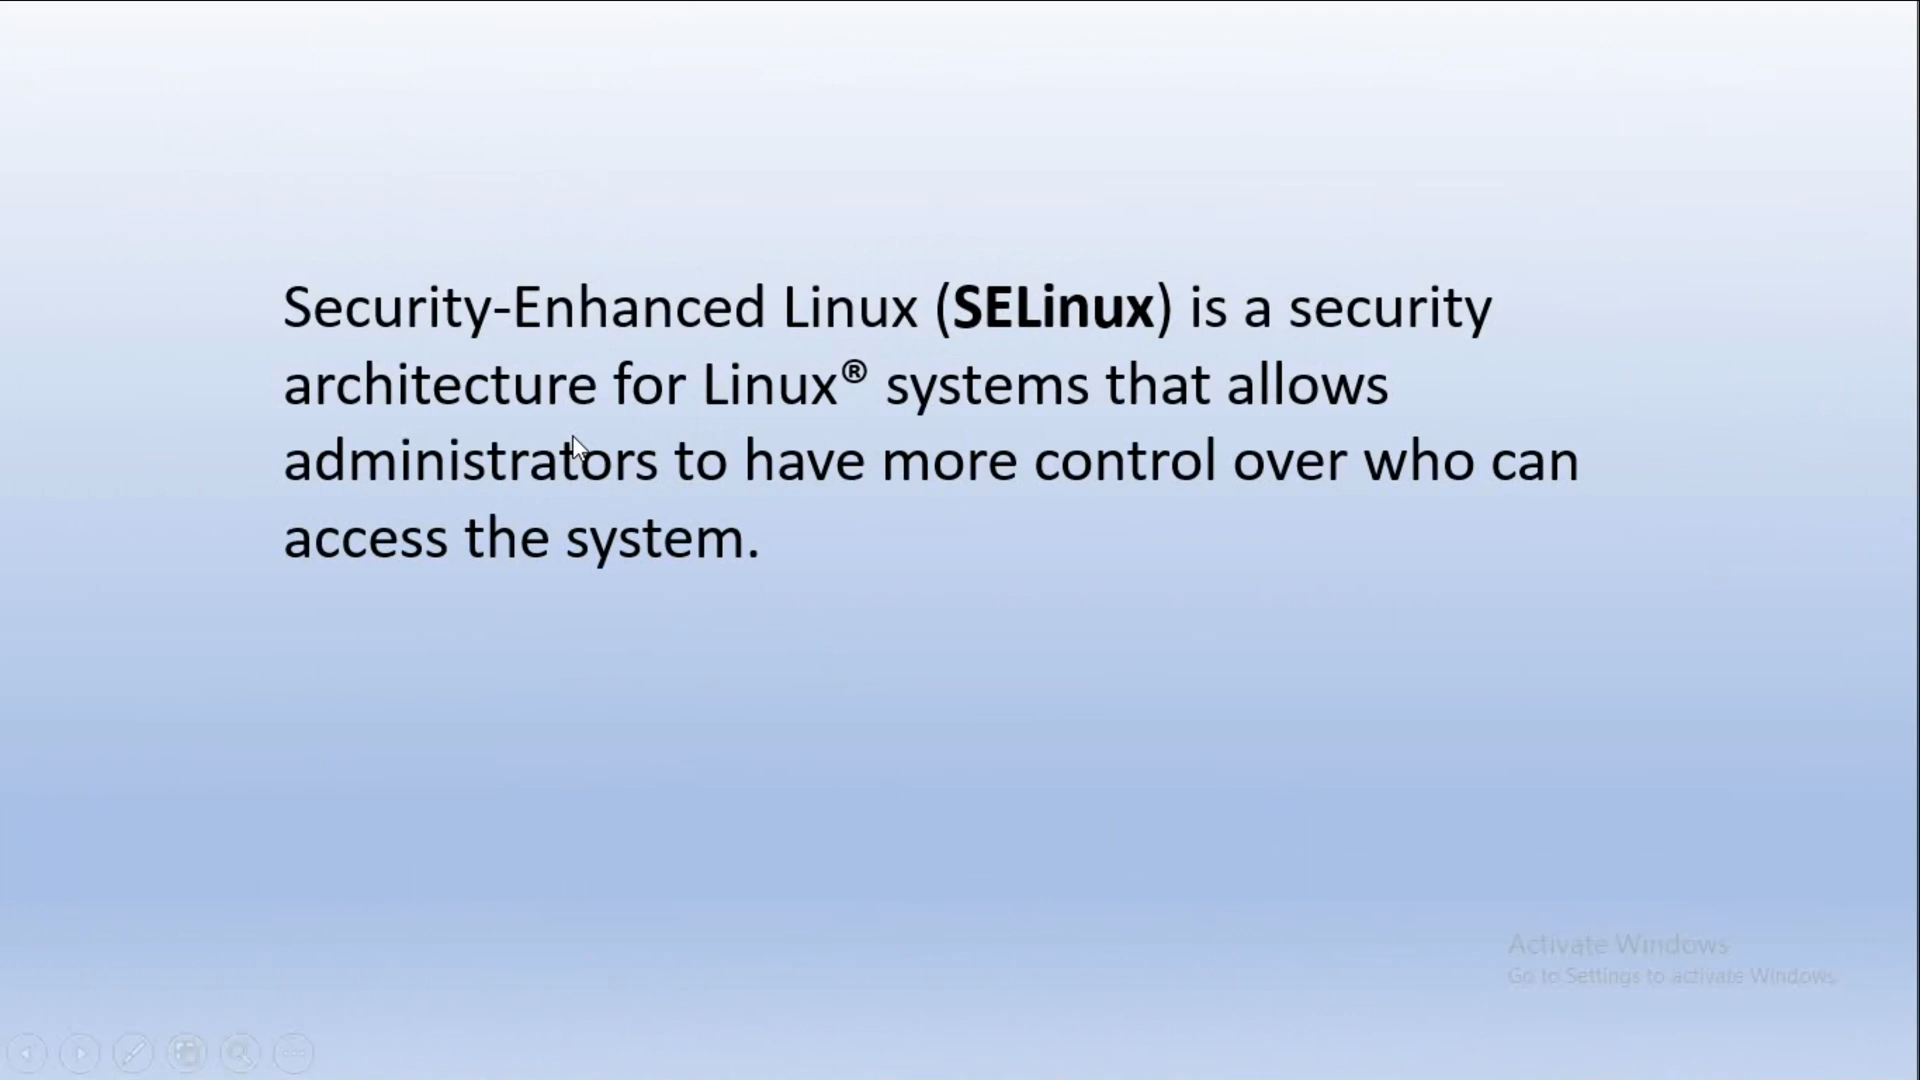 Security-Enhanced Linux (SELinux) is a security
architecture for Linux® systems that allows
administrators to have more control over who can
access the system.
Activate Windows
Go to Settings to activate Windows.